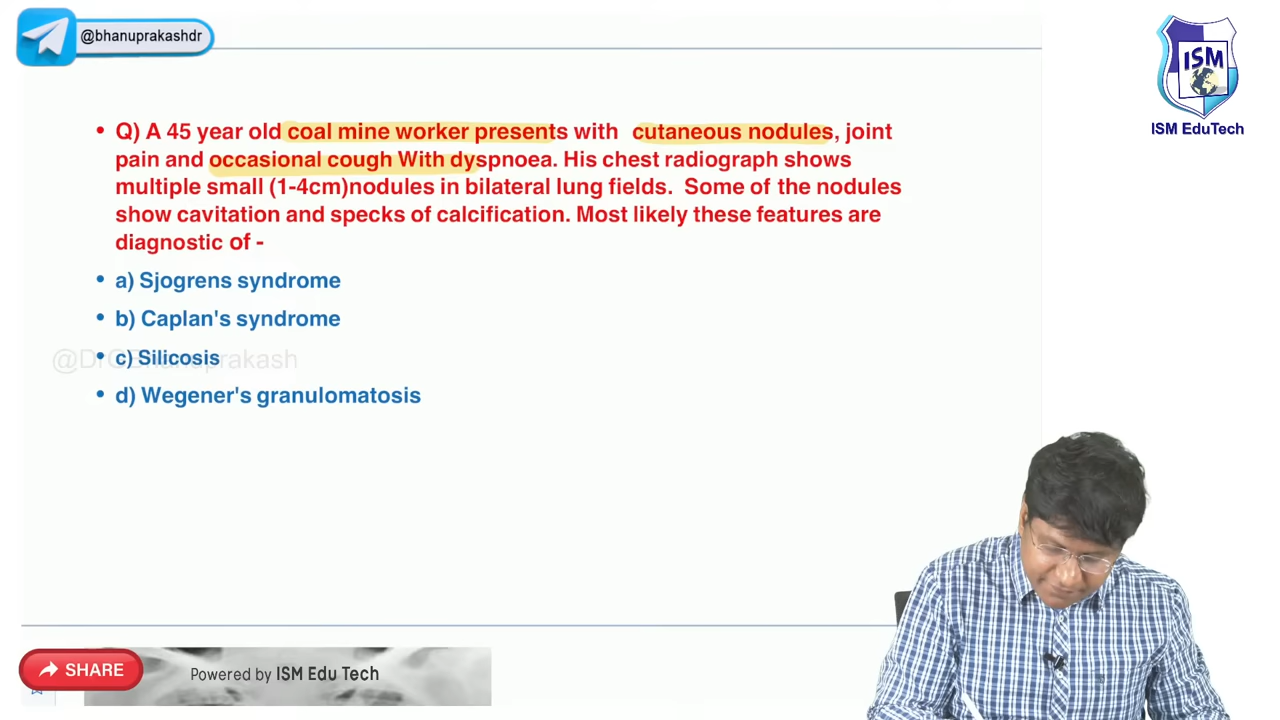 @bhanuprakashdr
ISM
ISM EduTech
• Q) A 45 year old coal mine worker presents with cutaneous nodules, joint
pain and occasional cough With dyspnoea. His chest radiograph shows
multiple small (1-4cm)nodules in bilateral lung fields. Some of the nodules
show cavitation and specks of calcification. Most likely these features are
diagnostic of -
• a) Sjogrens syndrome
• b) Caplan's syndrome
• c) Silicosis
• d) Wegener's granulomatosis
SHARE
Powered by ISM Edu Tech